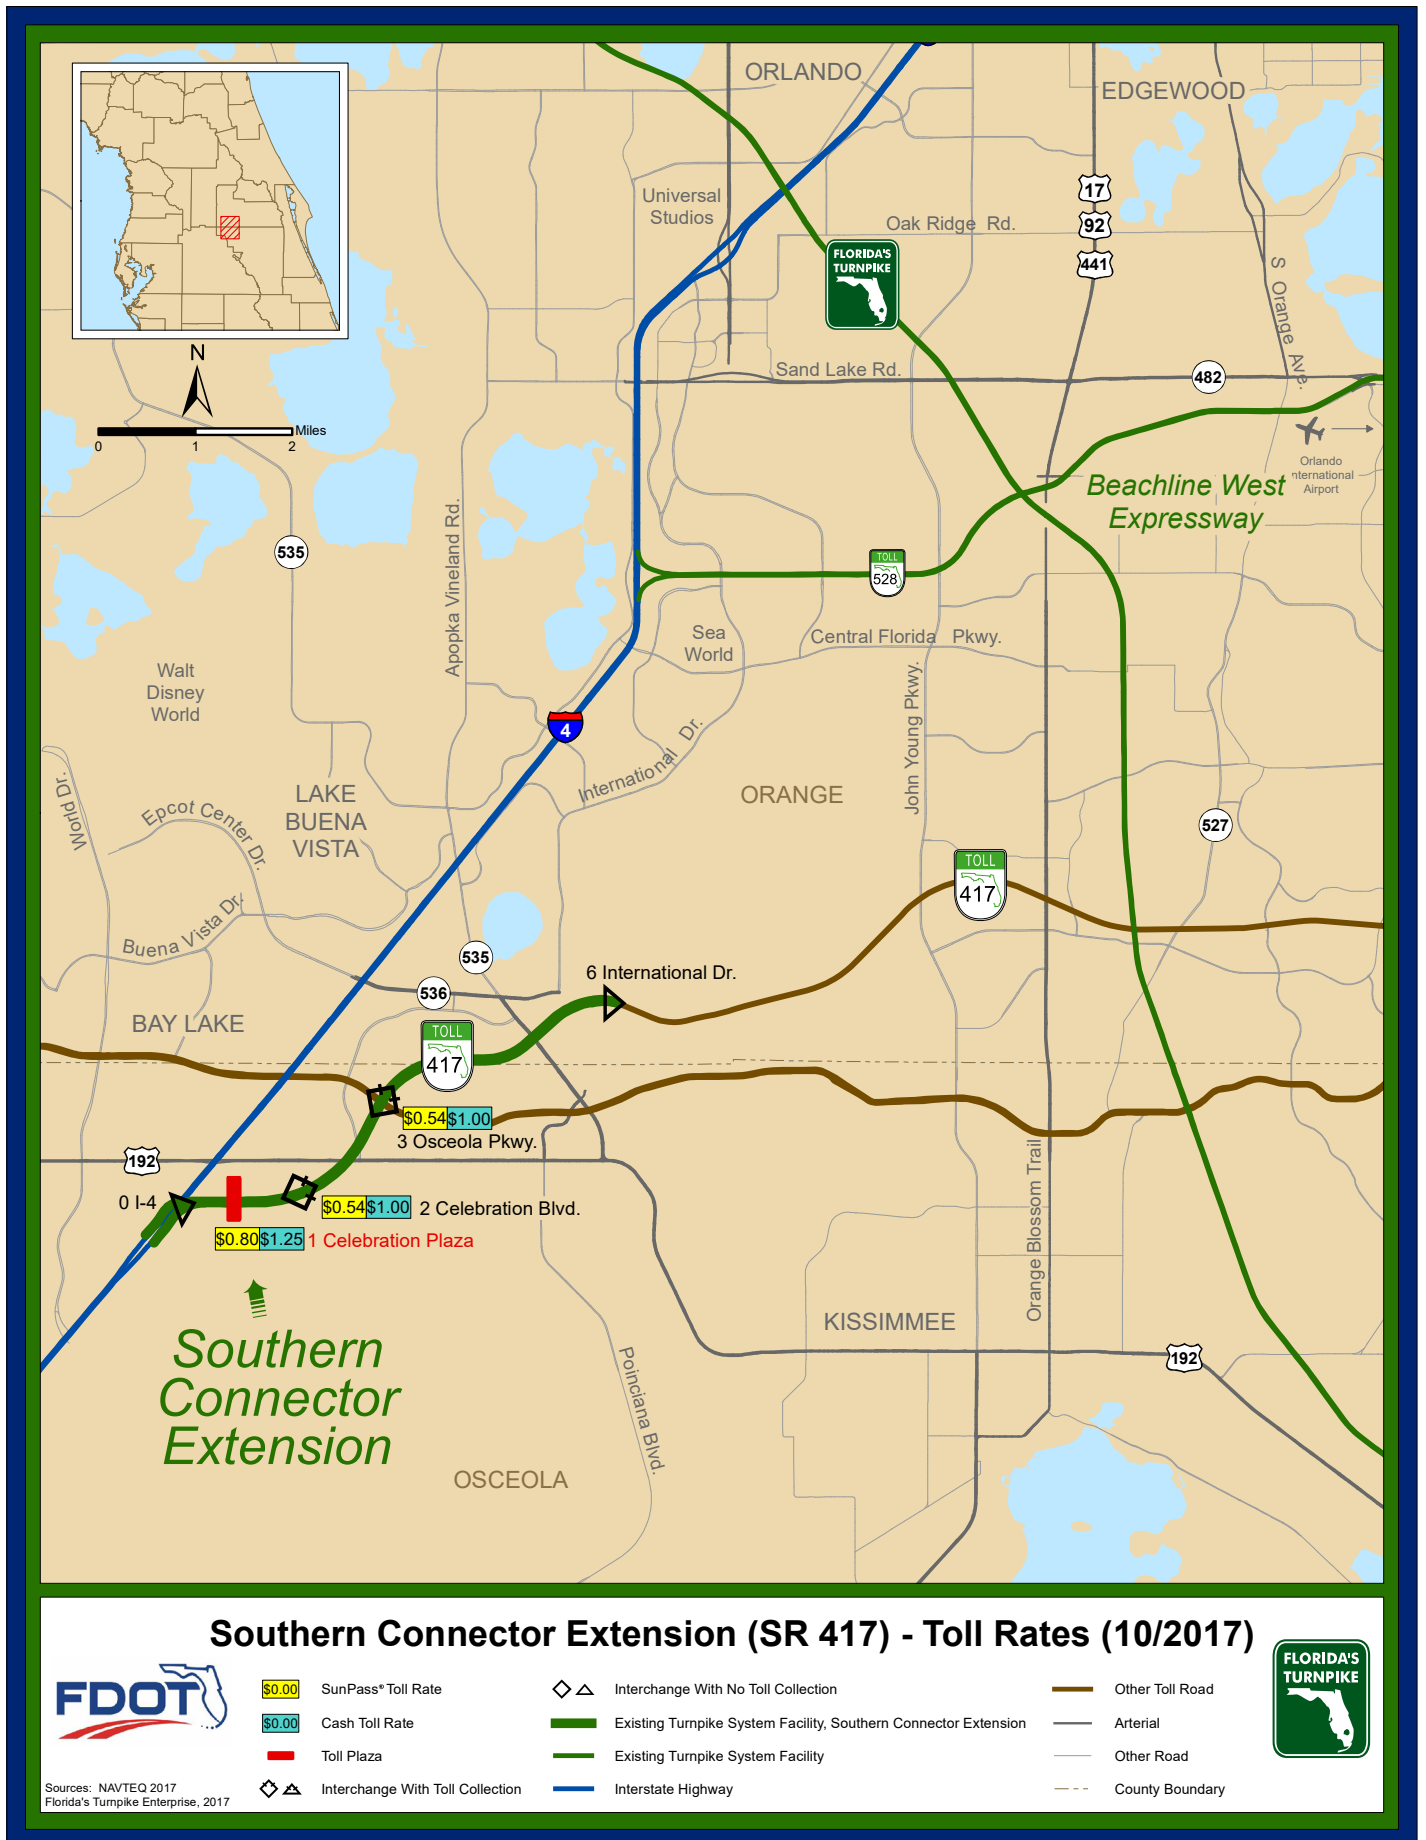 ORLANDO
EDGEWOOD
Universal
Studios
17
92
441
Oak Ridge Rd.
FLORIDA'S
TURNPIKE
S Orange Ave.
N
Sand Lake Rd.
482
Miles
0 1 2
Orlando
nternational
Airport
Beachline West
Expressway
535
Apopka Vineland Rd.
TOLL
528
Sea
World
Central Florida Pkwy.
Walt
Disney
World
John Young Pkwy.
4
International Dr.
World Dr.
Epcot Center Dr.
LAKE
BUENA
VISTA
ORANGE
527
TOLL
417
Buena Vista Dr.
535
6 International Dr.
536
BAY LAKE
TOLL
417
$0.54 $1.00
3 Osceola Pkwy.
192
0 I-4
$0.54 $1.00 2 Celebration Blvd.
$0.80 $1.25 1 Celebration Plaza
Orange Blossom Trail
KISSIMMEE
192
Southern
Connector
Extension
Poinciana Blvd.
OSCEOLA
Southern Connector Extension (SR 417) - Toll Rates (10/2017)
FDOT
$0.00 SunPass® Toll Rate
$0.00 Cash Toll Rate
Toll Plaza
Interchange With Toll Collection
Interchange With No Toll Collection
Existing Turnpike System Facility, Southern Connector Extension
Existing Turnpike System Facility
Interstate Highway
Other Toll Road
Arterial
Other Road
County Boundary
FLORIDA'S
TURNPIKE
Sources: NAVTEQ 2017
Florida's Turnpike Enterprise, 2017